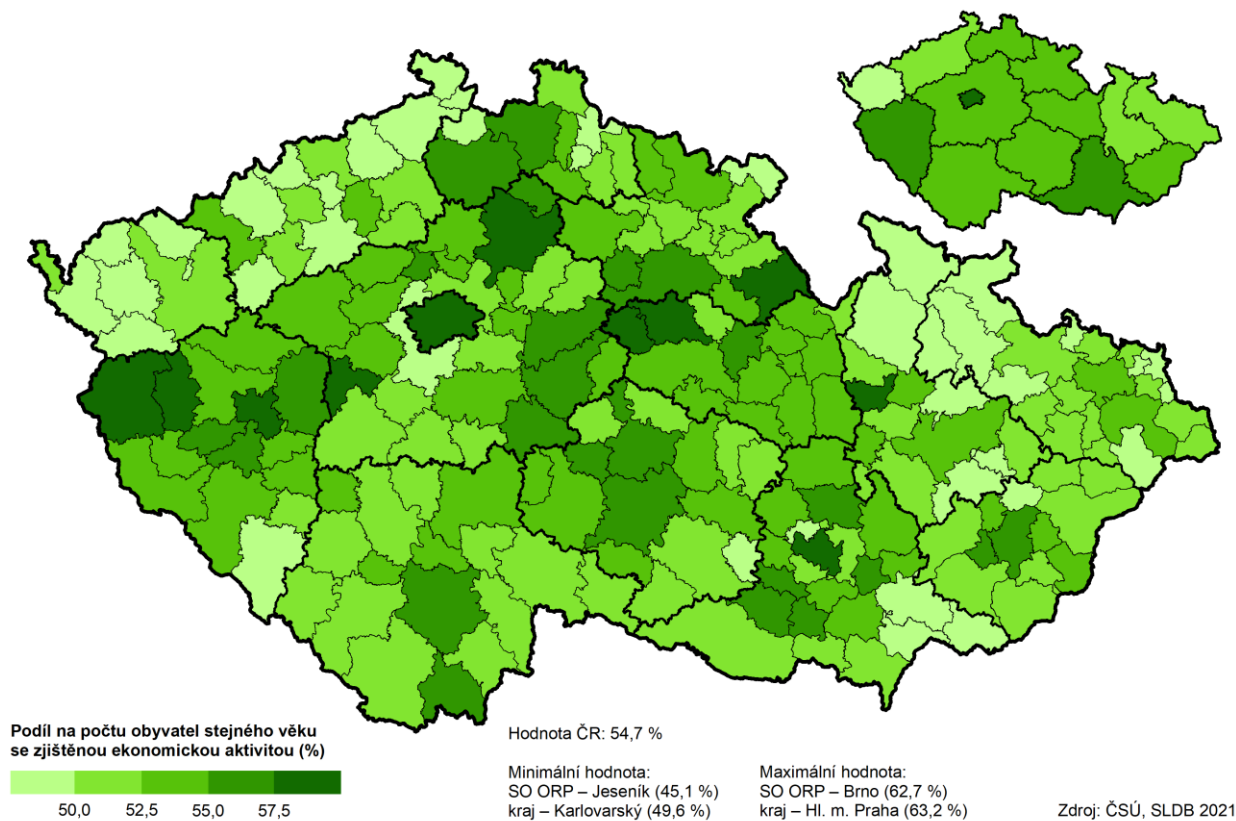 Podíl na počtu obyvatel stejného věku
se zjištěnou ekonomickou aktivitou (%)
50,0 52,5 55,0 57,5
Hodnota ČR: 54,7 %
Minimální hodnota:
SO ORP – Jeseník (45,1 %)
kraj – Karlovarský (49,6 %)
Maximální hodnota:
SO ORP – Brno (62,7 %)
kraj – Hl. m. Praha (63,2 %)
Zdroj: ČSÚ, SLDB 2021